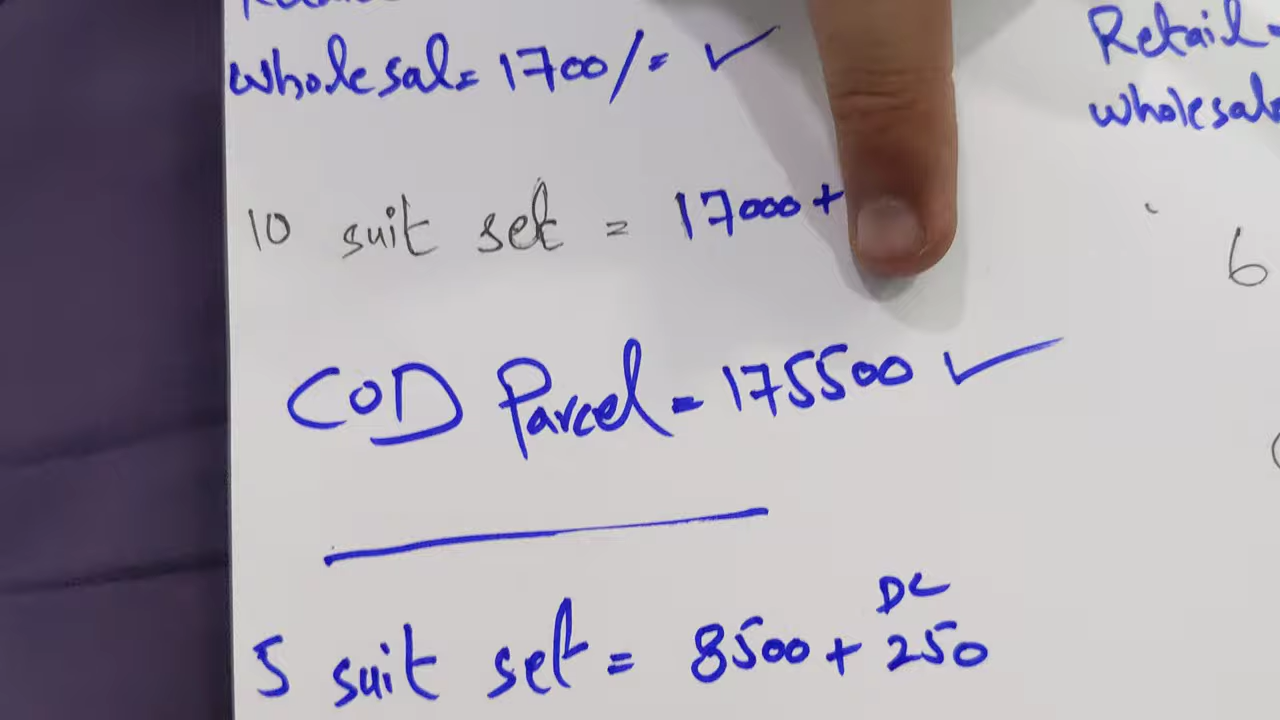 wholesal= 1700/= ✓
Retail=
wholesal=
10 suit set = 17000+
6
COD Parcel = 175500 ✓
DC
5 suit set = 8500 + 250